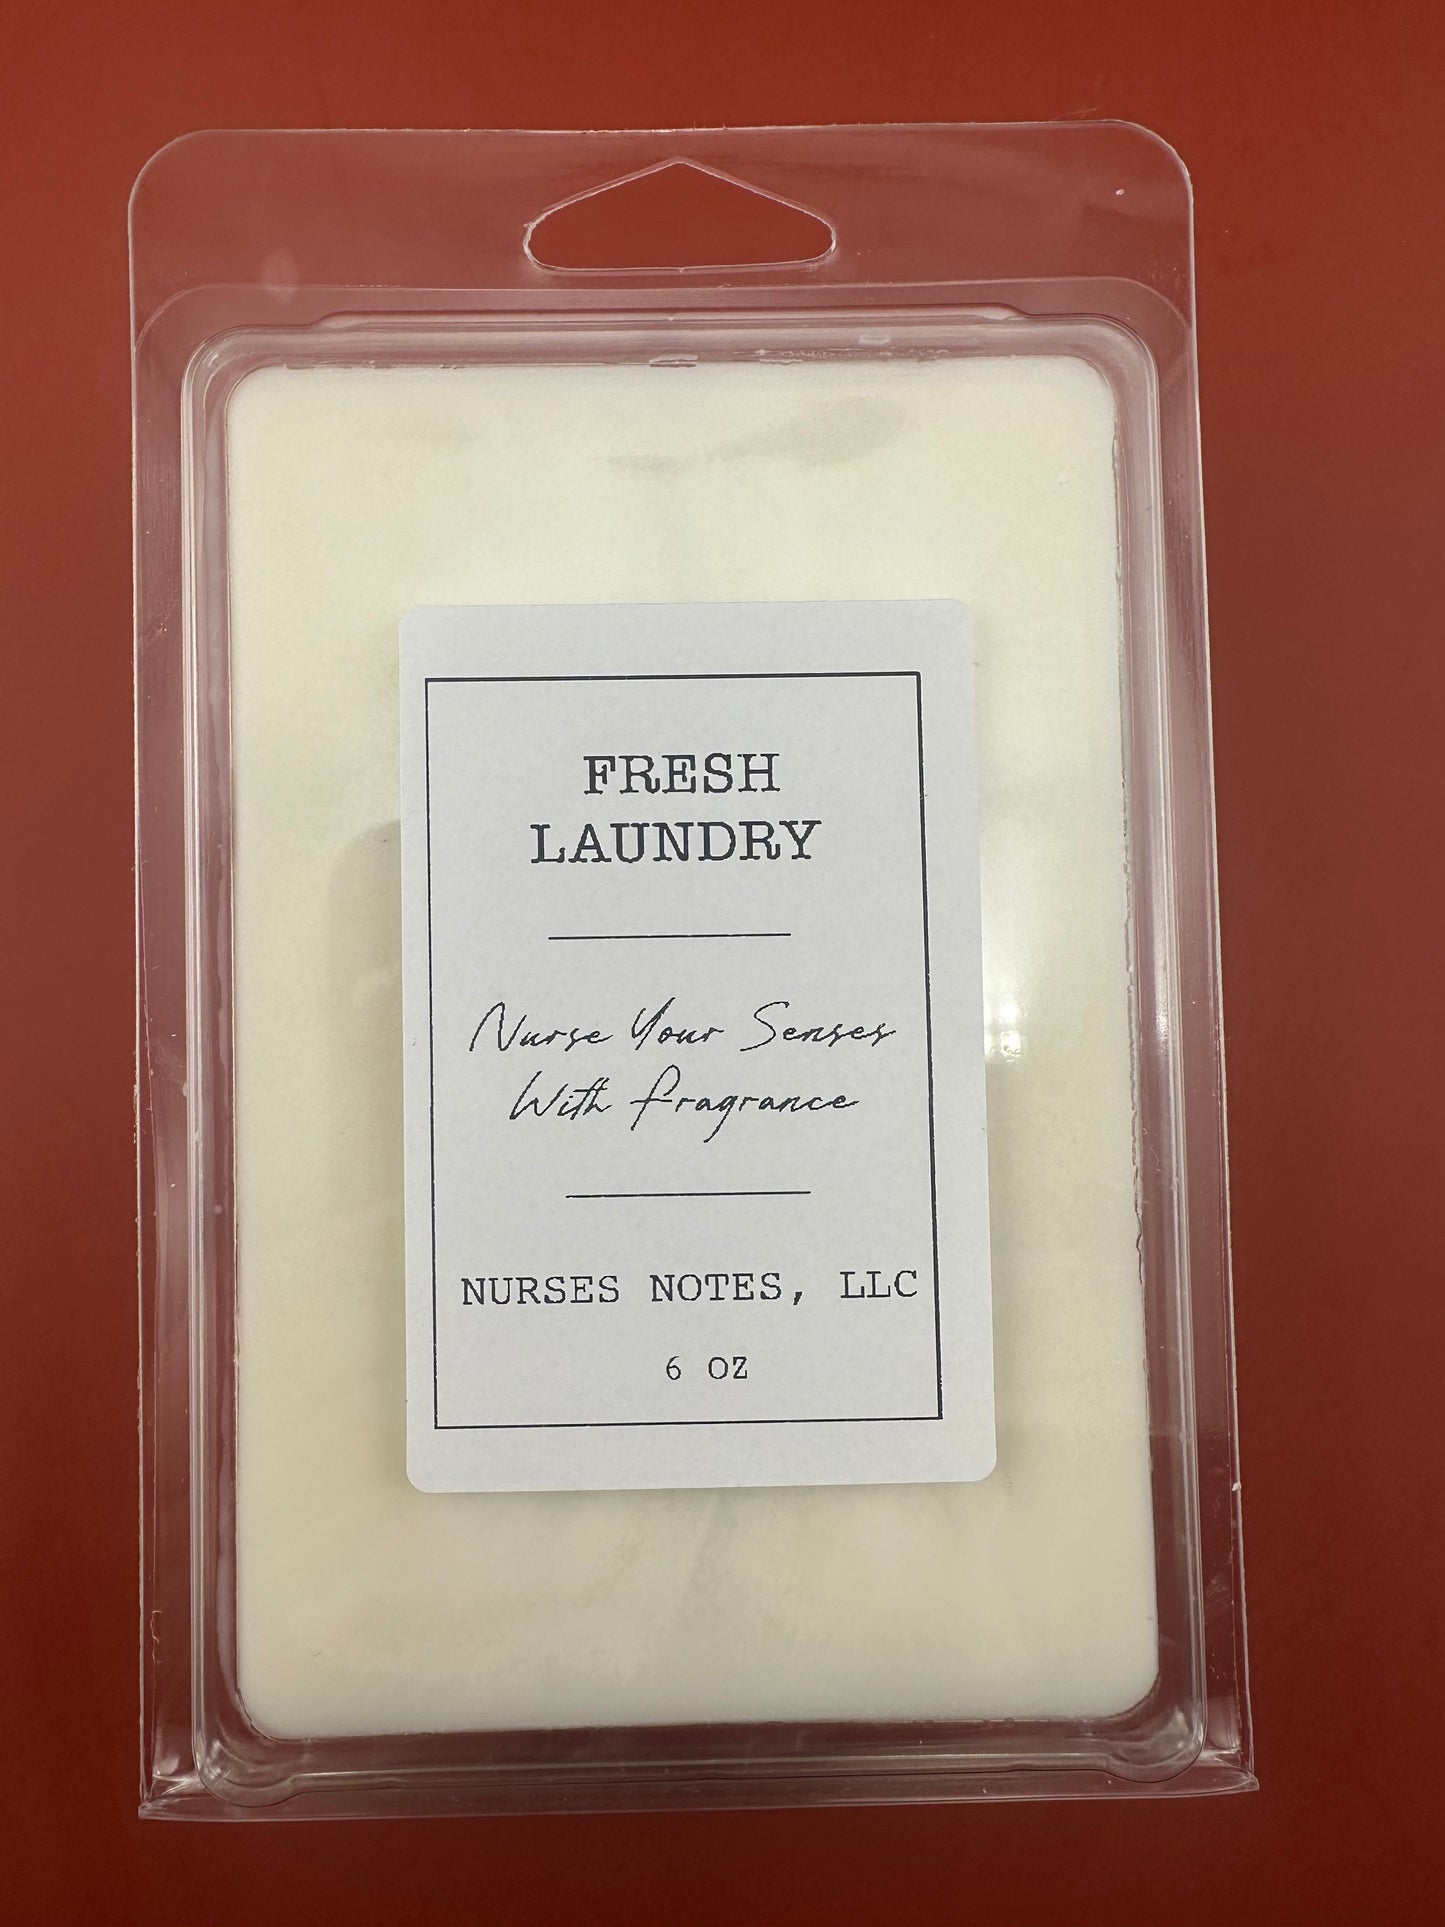 FRESH
LAUNDRY
Nurse Your Senses
With Fragrance
NURSES NOTES, LLC
6 OZ